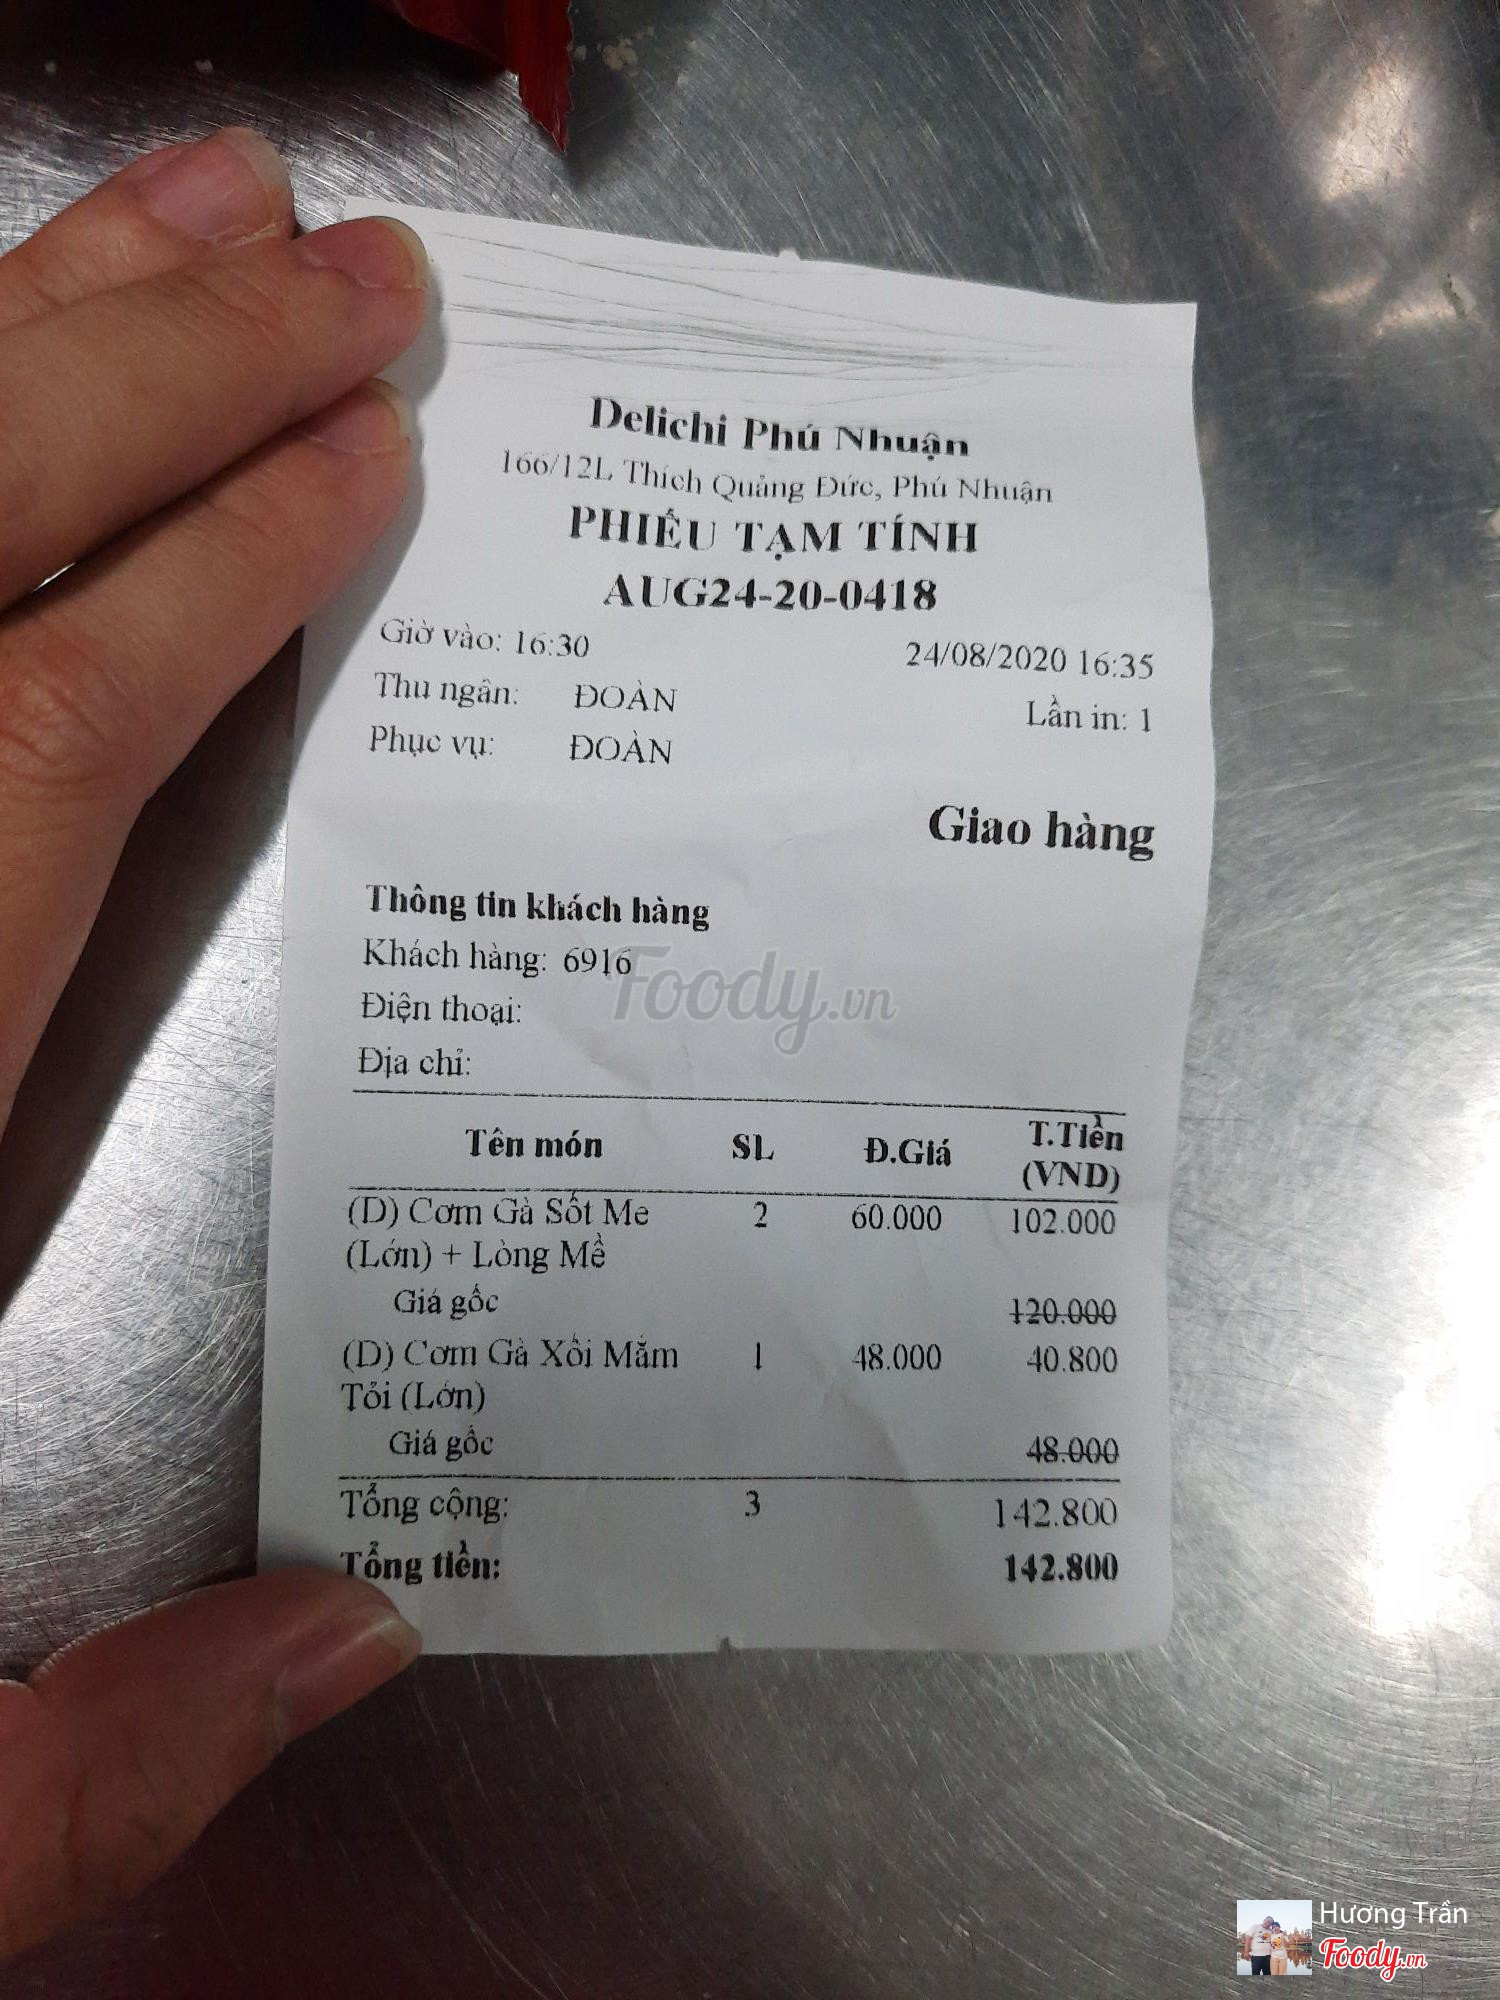 Delichi Phú Nhuận
166/12L Thích Quảng Đức, Phú Nhuận
PHIẾU TẠM TÍNH
AUG24-20-0418
Giờ vào: 16:30 24/08/2020 16:35
Thu ngân: ĐOÀN Lần in: 1
Phục vụ: ĐOÀN
Giao hàng
Thông tin khách hàng
Khách hàng: 6916
Foody.vn
Điện thoại:
Địa chỉ:
Tên món SL Đ.Giá T.Tiền
(VND)
(D) Cơm Gà Sốt Me 2 60.000 102.000
(Lớn) + Lòng Mề
Giá gốc 120.000
(D) Cơm Gà Xối Mắm 1 48.000 40.800
Tỏi (Lớn)
Giá gốc 48.000
Tổng cộng: 3 142.800
Tổng tiền: 142.800
Hương Trần
Foody.vn